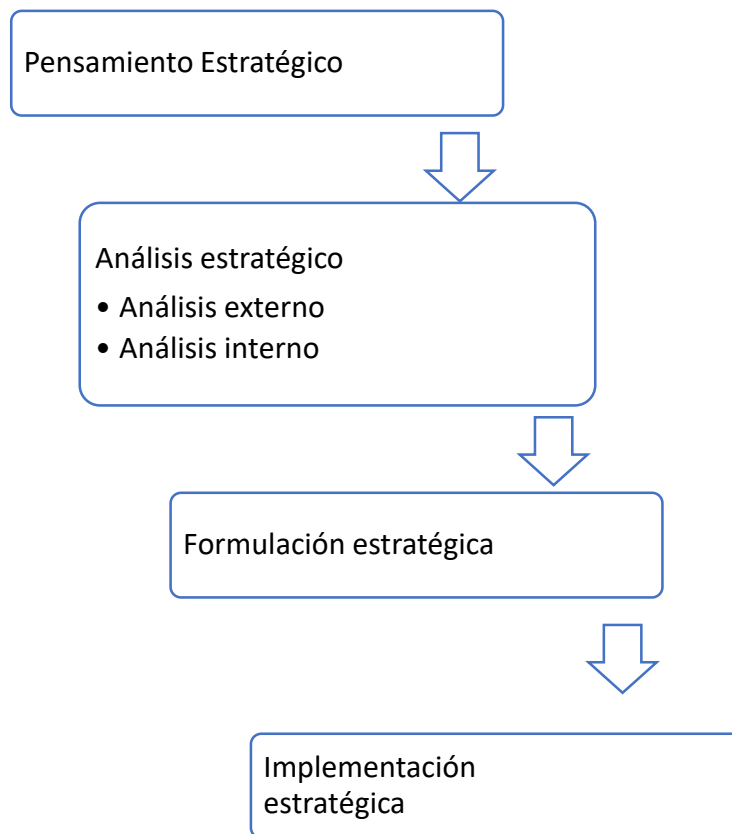 Pensamiento Estratégico
Análisis estratégico
• Análisis externo
• Análisis interno
Formulación estratégica
Implementación
estratégica